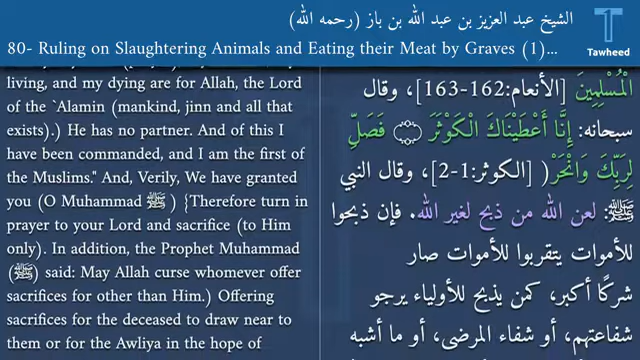 الشيخ عبد العزيز بن عبد الله بن باز (رحمه الله)
80- Ruling on Slaughtering Animals and Eating their Meat by Graves (1)...
Tawheed
living, and my dying are for Allah, the Lord
of the `Alamin (mankind, jinn and all that
exists).) He has no partner. And of this I
have been commanded, and I am the first of
the Muslims." And, Verily, We have granted
you (O Muhammad ﷺ ) {Therefore turn in
prayer to your Lord and sacrifice (to Him
only). In addition, the Prophet Muhammad
(ﷺ) said: May Allah curse whomever offer
sacrifices for other than Him.) Offering
sacrifices for the deceased to draw near to
them or for the Awliya in the hope of
الْمُسْلِمِينَ [الأنعام:162-163]، وقال
سبحانه: إِنَّا أَعْطَيْنَاكَ الْكَوْثَرَ ۝ فَصَلِّ
لِرَبِّكَ وَانْحَرْ( [الكوثر:1-2]، وقال النبي
ﷺ: لعن الله من ذبح لغير الله. فإن ذبحوا
للأموات يتقربوا للأموات صار
شركًا أكبر، كمن يذبح للأولياء يرجو
شفاعتهم، أو شفاء المرضى، أو ما أشبه